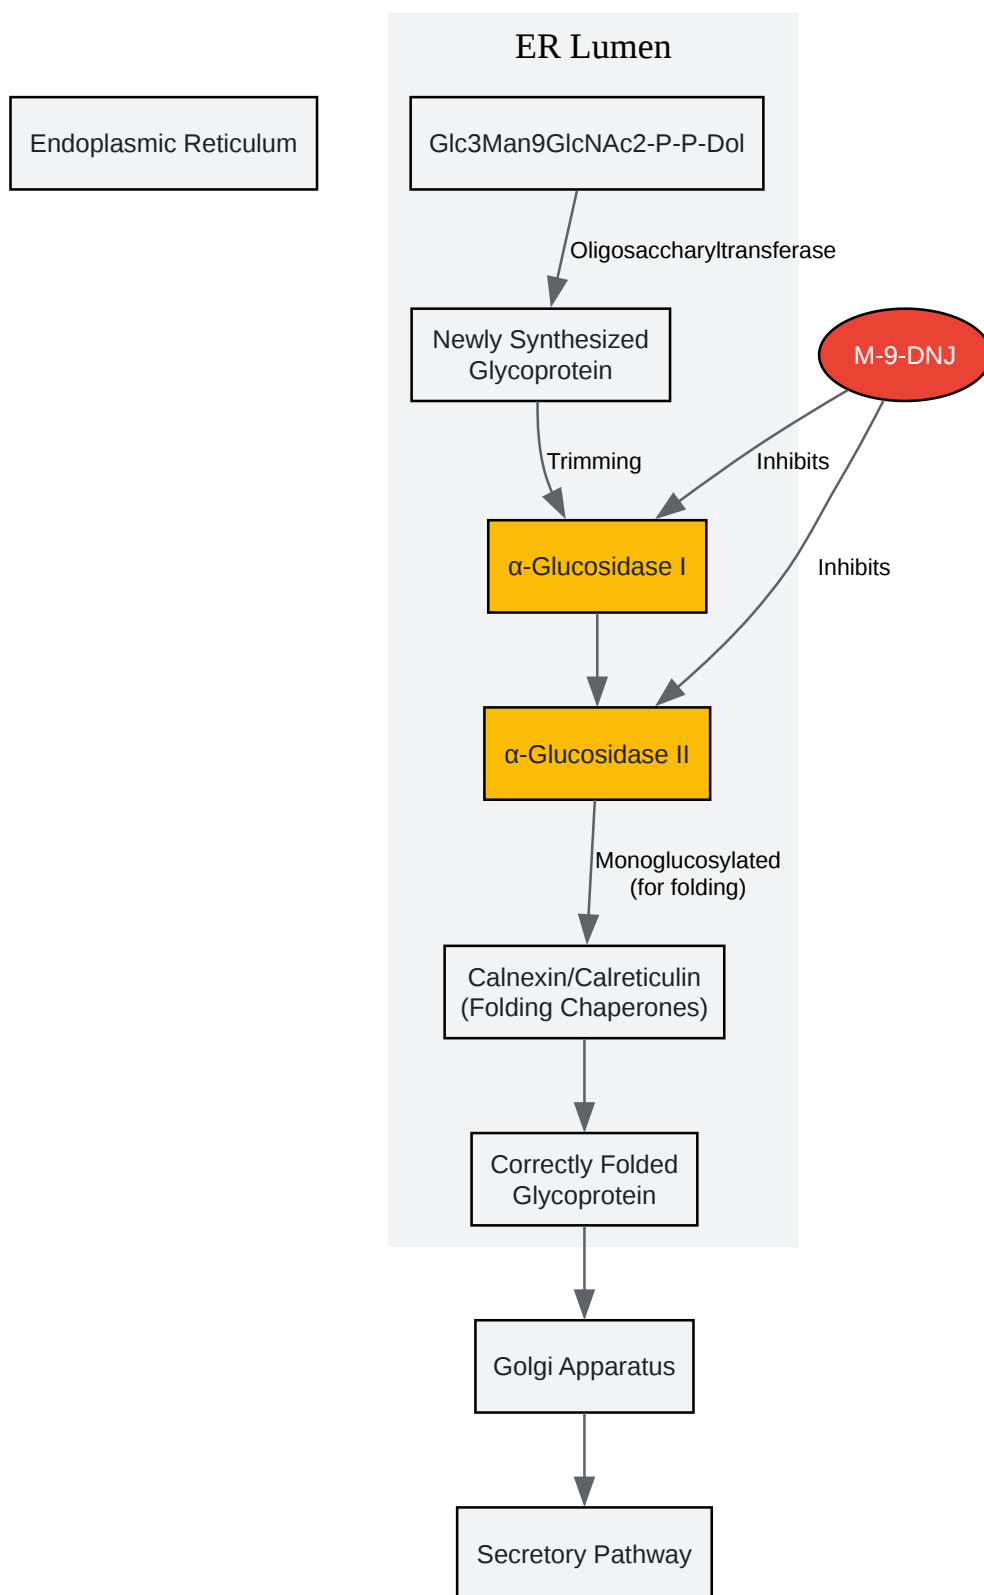 ER Lumen
Endoplasmic Reticulum
Glc3Man9GlcNAc2-P-P-Dol
Oligosaccharyltransferase
Newly Synthesized
Glycoprotein
M-9-DNJ
Trimming
Inhibits
α-Glucosidase I
Inhibits
α-Glucosidase II
Monoglucosylated
(for folding)
Calnexin/Calreticulin
(Folding Chaperones)
Correctly Folded
Glycoprotein
Golgi Apparatus
Secretory Pathway